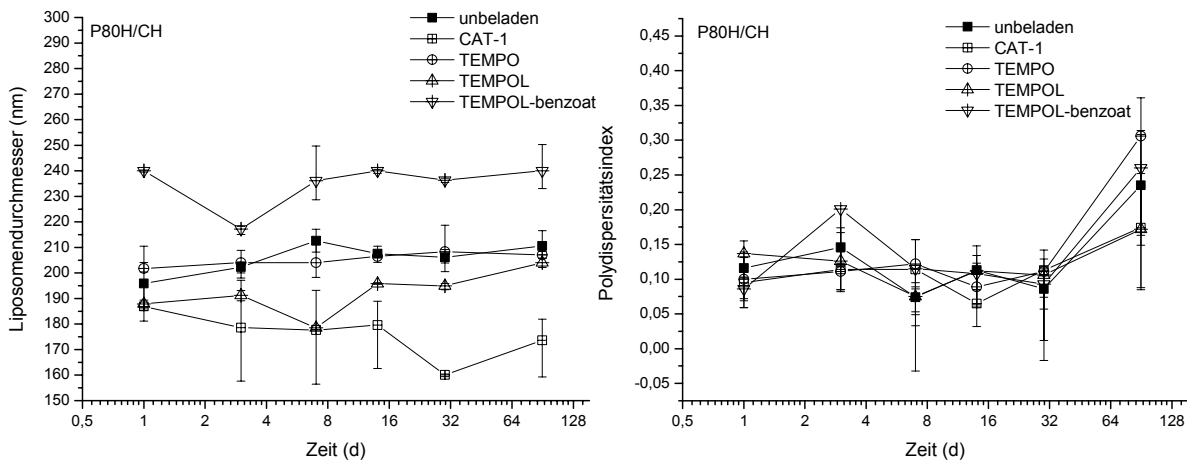 300
290
280
270
260
250
240
230
220
210
200
190
180
170
160
150
Liposomendurchmesser (nm)
P80H/CH
unbeladen
CAT-1
TEMPO
TEMPOL
TEMPOL-benzoat
0,5 1 2 4 8 16 32 64 128
Zeit (d)
0,45
0,40
0,35
0,30
0,25
0,20
0,15
0,10
0,05
0,00
-0,05
Polydispersitätsindex
P80H/CH
unbeladen
CAT-1
TEMPO
TEMPOL
TEMPOL-benzoat
0,5 1 2 4 8 16 32 64 128
Zeit (d)